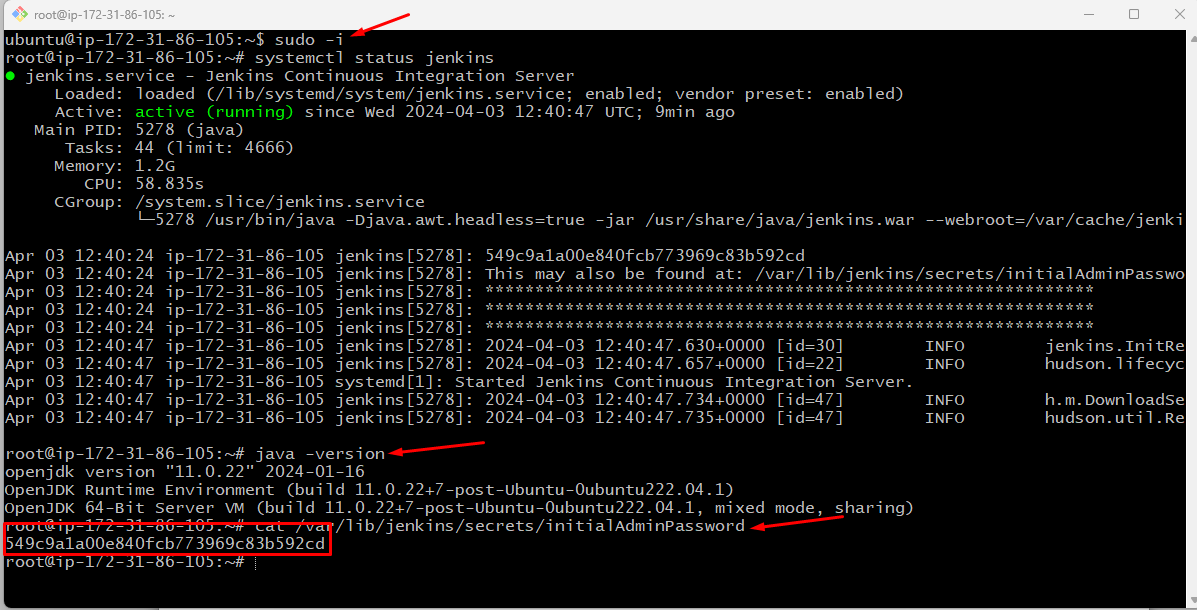 root@ip-172-31-86-105: ~
ubuntu@ip-172-31-86-105:~$ sudo -i
root@ip-172-31-86-105:~# systemctl status jenkins
● jenkins.service - Jenkins Continuous Integration Server
Loaded: loaded (/lib/systemd/system/jenkins.service; enabled; vendor preset: enabled)
Active: active (running) since Wed 2024-04-03 12:40:47 UTC; 9min ago
Main PID: 5278 (java)
Tasks: 44 (limit: 4666)
Memory: 1.2G
CPU: 58.835s
CGroup: /system.slice/jenkins.service
└─5278 /usr/bin/java -Djava.awt.headless=true -jar /usr/share/java/jenkins.war --webroot=/var/cache/jenki
Apr 03 12:40:24 ip-172-31-86-105 jenkins[5278]: 549c9a1a00e840fcb773969c83b592cd
Apr 03 12:40:24 ip-172-31-86-105 jenkins[5278]: This may also be found at: /var/lib/jenkins/secrets/initialAdminPasswo
Apr 03 12:40:24 ip-172-31-86-105 jenkins[5278]: *************************************************************
Apr 03 12:40:24 ip-172-31-86-105 jenkins[5278]: *************************************************************
Apr 03 12:40:24 ip-172-31-86-105 jenkins[5278]: *************************************************************
Apr 03 12:40:47 ip-172-31-86-105 jenkins[5278]: 2024-04-03 12:40:47.630+0000 [id=30] INFO jenkins.InitRe
Apr 03 12:40:47 ip-172-31-86-105 jenkins[5278]: 2024-04-03 12:40:47.657+0000 [id=22] INFO hudson.lifecyc
Apr 03 12:40:47 ip-172-31-86-105 systemd[1]: Started Jenkins Continuous Integration Server.
Apr 03 12:40:47 ip-172-31-86-105 jenkins[5278]: 2024-04-03 12:40:47.734+0000 [id=47] INFO h.m.DownloadSe
Apr 03 12:40:47 ip-172-31-86-105 jenkins[5278]: 2024-04-03 12:40:47.735+0000 [id=47] INFO hudson.util.Re
root@ip-172-31-86-105:~# java -version
openjdk version "11.0.22" 2024-01-16
OpenJDK Runtime Environment (build 11.0.22+7-post-Ubuntu-0ubuntu222.04.1)
OpenJDK 64-Bit Server VM (build 11.0.22+7-post-Ubuntu-0ubuntu222.04.1, mixed mode, sharing)
root@ip-172-31-86-105:~# cat /var/lib/jenkins/secrets/initialAdminPassword
549c9a1a00e840fcb773969c83b592cd
root@ip-172-31-86-105:~#